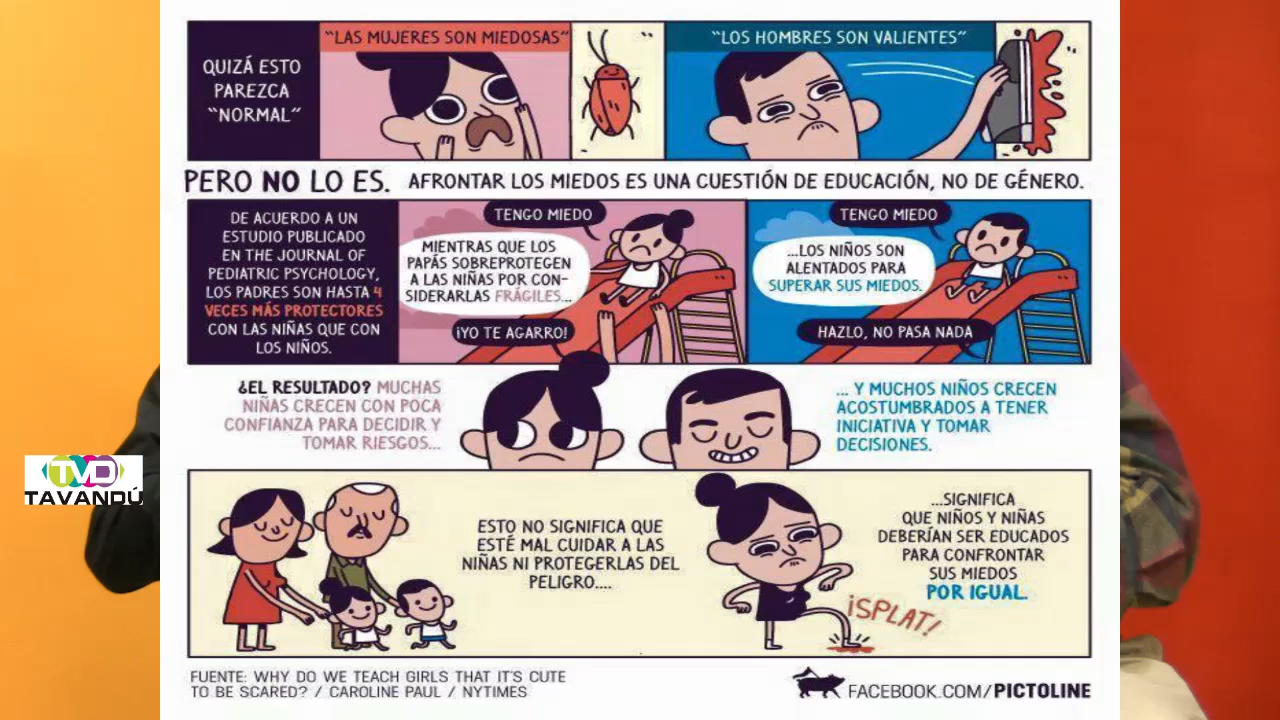 QUIZÁ ESTO
PAREZCA
"NORMAL"
"LAS MUJERES SON MIEDOSAS"
"LOS HOMBRES SON VALIENTES"
PERO NO LO ES. AFRONTAR LOS MIEDOS ES UNA CUESTIÓN DE EDUCACIÓN, NO DE GÉNERO.
DE ACUERDO A UN
ESTUDIO PUBLICADO
EN THE JOURNAL OF
PEDIATRIC PSYCHOLOGY,
LOS PADRES SON HASTA 4
VECES MÁS PROTECTORES
CON LAS NIÑAS QUE CON
LOS NIÑOS.
TENGO MIEDO
MIENTRAS QUE LOS
PAPÁS SOBREPROTEGEN
A LAS NIÑAS POR CON-
SIDERARLAS FRÁGILES...
¡YO TE AGARRO!
TENGO MIEDO
...LOS NIÑOS SON
ALENTADOS PARA
SUPERAR SUS MIEDOS.
HAZLO, NO PASA NADA
¿EL RESULTADO? MUCHAS
NIÑAS CRECEN CON POCA
CONFIANZA PARA DECIDIR Y
TOMAR RIESGOS...
... Y MUCHOS NIÑOS CRECEN
ACOSTUMBRADOS A TENER
INICIATIVA Y TOMAR
DECISIONES.
TVD
TAVANDÚ
ESTO NO SIGNIFICA QUE
ESTÉ MAL CUIDAR A LAS
NIÑAS NI PROTEGERLAS DEL
PELIGRO....
...SIGNIFICA
QUE NIÑOS Y NIÑAS
DEBERÍAN SER EDUCADOS
PARA CONFRONTAR
SUS MIEDOS
POR IGUAL.
¡SPLAT!
FUENTE: WHY DO WE TEACH GIRLS THAT IT'S CUTE
TO BE SCARED? / CAROLINE PAUL / NYTIMES
FACEBOOK.COM/PICTOLINE